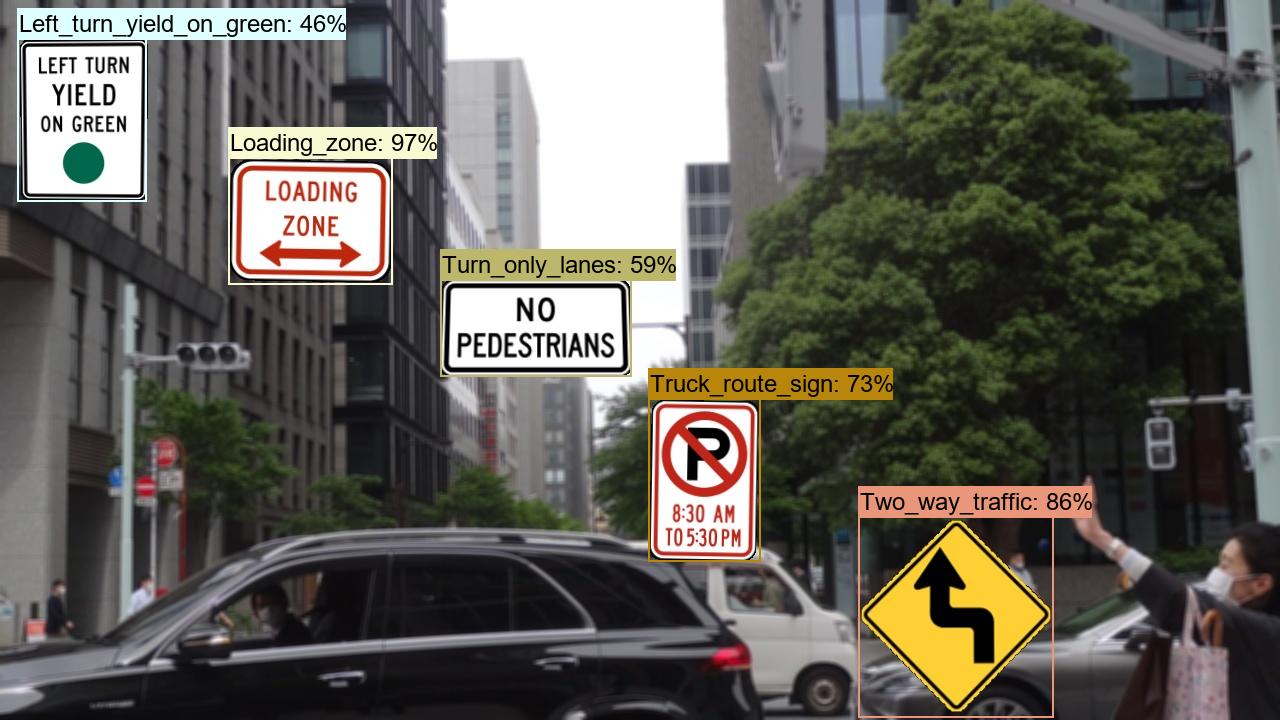 Left_turn_yield_on_green: 46%
LEFT TURN
YIELD
ON GREEN
Loading_zone: 97%
LOADING
ZONE
Turn_only_lanes: 59%
NO
PEDESTRIANS
Truck_route_sign: 73%
P
8:30 AM
TO 5:30 PM
Two_way_traffic: 86%